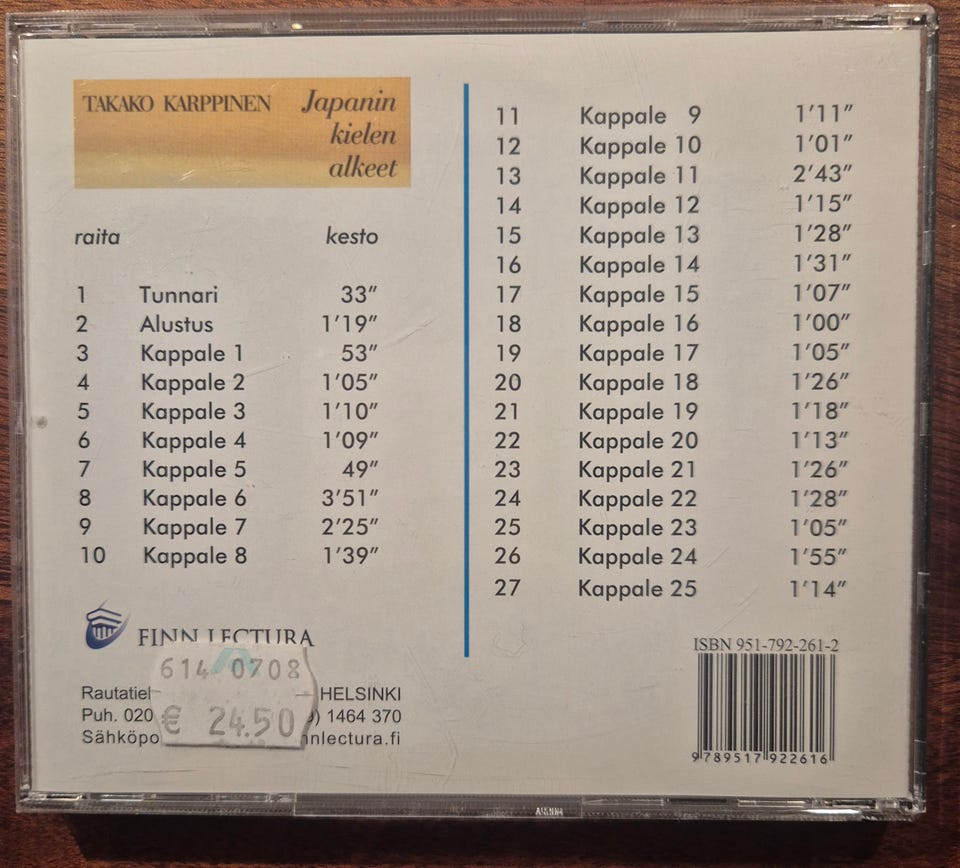 TAKAKO KARPPINEN Japanin
kielen
alkeet
raita kesto
1 Tunnari 33”
2 Alustus 1’19”
3 Kappale 1 53”
4 Kappale 2 1’05”
5 Kappale 3 1’10”
6 Kappale 4 1’09”
7 Kappale 5 49”
8 Kappale 6 3’51”
9 Kappale 7 2’25”
10 Kappale 8 1’39”
FINN LECTURA
614 0708
€ 24.50
HELSINKI
Puh. 020 1464 370
nnlectura.fi
11 Kappale 9 1’11”
12 Kappale 10 1’01”
13 Kappale 11 2’43”
14 Kappale 12 1’15”
15 Kappale 13 1’28”
16 Kappale 14 1’31”
17 Kappale 15 1’07”
18 Kappale 16 1’00”
19 Kappale 17 1’05”
20 Kappale 18 1’26”
21 Kappale 19 1’18”
22 Kappale 20 1’13”
23 Kappale 21 1’26”
24 Kappale 22 1’28”
25 Kappale 23 1’05”
26 Kappale 24 1’55”
27 Kappale 25 1’14”
ISBN 951-792-261-2
9 789517 922616